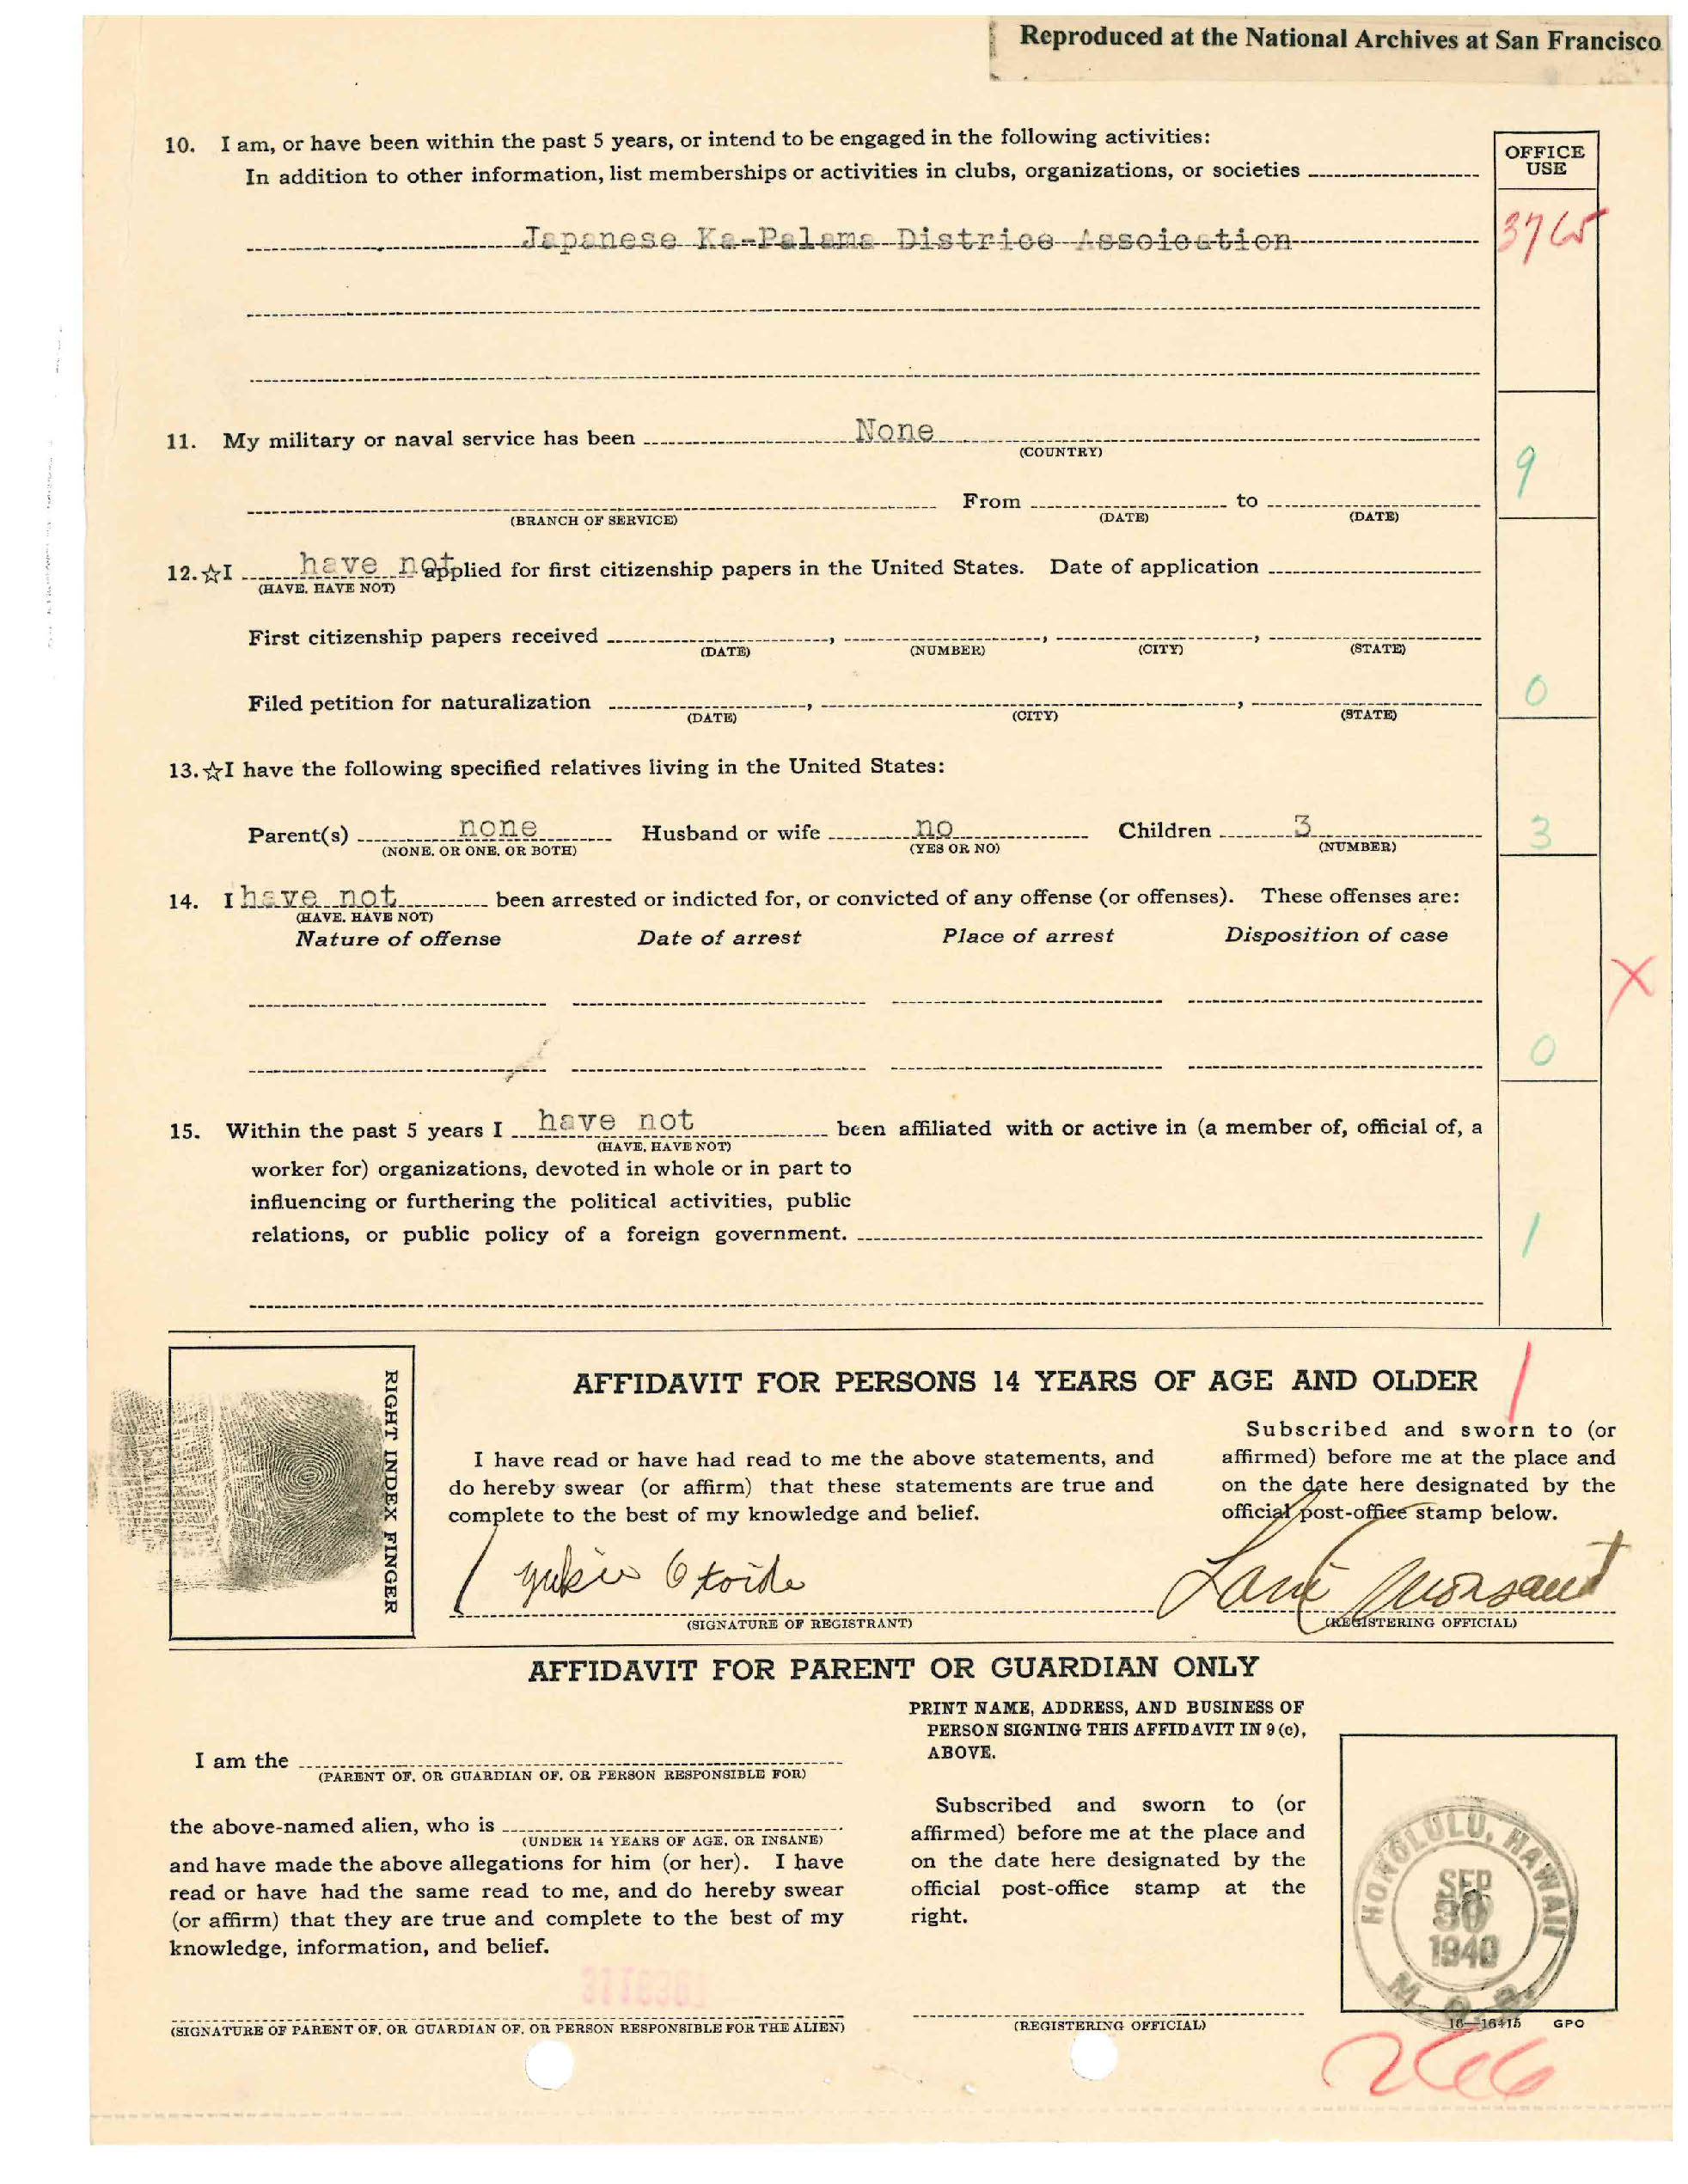 Reproduced at the National Archives at San Francisco
10. I am, or have been within the past 5 years, or intend to be engaged in the following activities:
In addition to other information, list memberships or activities in clubs, organizations, or societies
OFFICE
USE
Japanese Ka-Palama Districe Assoication
376
11. My military or naval service has been None
(COUNTRY)
9
From to
(BRANCH OF SERVICE) (DATE) (DATE)
12. ☆I have not applied for first citizenship papers in the United States. Date of application
(HAVE, HAVE NOT)
First citizenship papers received , , ,
(DATE) (NUMBER) (CITY) (STATE)
Filed petition for naturalization , , 0
(DATE) (CITY) (STATE)
13. ☆I have the following specified relatives living in the United States:
Parent(s) none Husband or wife no Children 3 3
(NONE, OR ONE, OR BOTH) (YES OR NO) (NUMBER)
14. I have not been arrested or indicted for, or convicted of any offense (or offenses). These offenses are:
(HAVE, HAVE NOT)
Nature of offense Date of arrest Place of arrest Disposition of case
X
0
15. Within the past 5 years I have not been affiliated with or active in (a member of, official of, a
(HAVE, HAVE NOT)
worker for) organizations, devoted in whole or in part to
influencing or furthering the political activities, public
relations, or public policy of a foreign government.
1
RIGHT INDEX FINGER
AFFIDAVIT FOR PERSONS 14 YEARS OF AGE AND OLDER
I have read or have had read to me the above statements, and
do hereby swear (or affirm) that these statements are true and
complete to the best of my knowledge and belief.
Subscribed and sworn to (or
affirmed) before me at the place and
on the date here designated by the
official post-office stamp below.
Yukio Otoide
(SIGNATURE OF REGISTRANT)
Lani
(REGISTERING OFFICIAL)
AFFIDAVIT FOR PARENT OR GUARDIAN ONLY
I am the
(PARENT OF, OR GUARDIAN OF, OR PERSON RESPONSIBLE FOR)
the above-named alien, who is .
(UNDER 14 YEARS OF AGE, OR INSANE)
and have made the above allegations for him (or her). I have
read or have had the same read to me, and do hereby swear
(or affirm) that they are true and complete to the best of my
knowledge, information, and belief.
(SIGNATURE OF PARENT OF, OR GUARDIAN OF, OR PERSON RESPONSIBLE FOR THE ALIEN)
PRINT NAME, ADDRESS, AND BUSINESS OF
PERSON SIGNING THIS AFFIDAVIT IN 9 (c),
ABOVE.
Subscribed and sworn to (or
affirmed) before me at the place and
on the date here designated by the
official post-office stamp at the
right.
(REGISTERING OFFICIAL)
HONOLULU, HAWAII
SEP
30
1940
M.O.B.
16—16415 GPO
266